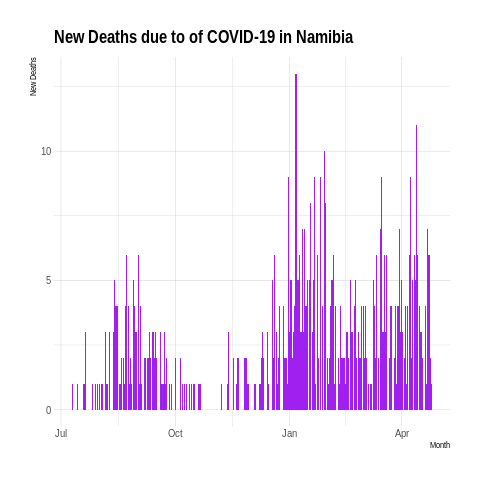 New Deaths due to of COVID-19 in Namibia
New Deaths
10
5
0
Jul Oct Jan Apr
Month